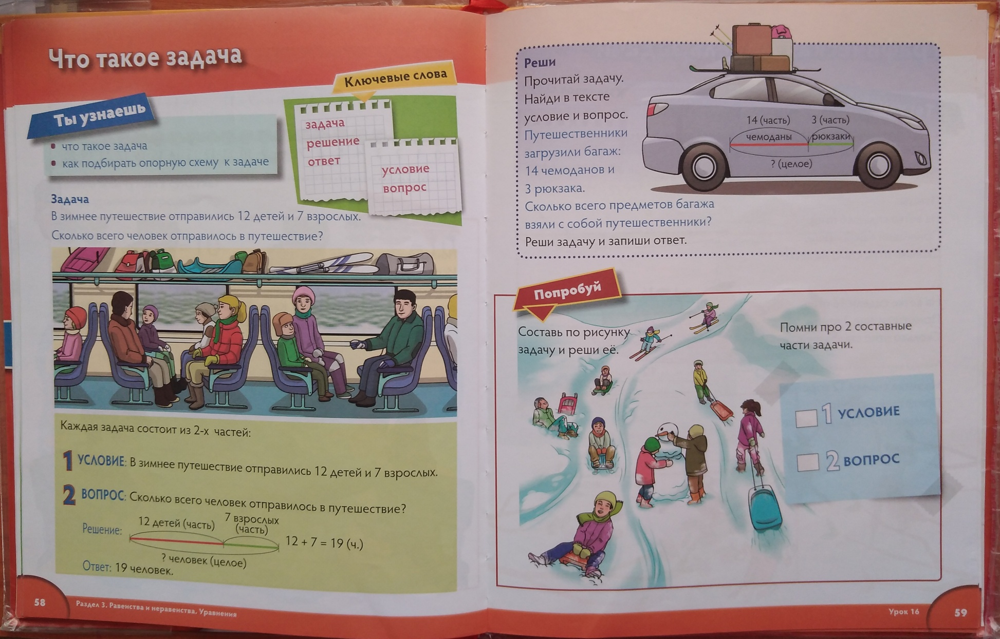 Что такое задача
Ключевые слова
Ты узнаешь
• что такое задача
• как подбирать опорную схему к задаче
задача
решение
ответ
условие
вопрос
Задача
В зимнее путешествие отправились 12 детей и 7 взрослых.
Сколько всего человек отправилось в путешествие?
Каждая задача состоит из 2-х частей:
1 УСЛОВИЕ: В зимнее путешествие отправились 12 детей и 7 взрослых.
2 ВОПРОС: Сколько всего человек отправилось в путешествие?
Решение:
12 детей (часть)
7 взрослых
(часть)
12 + 7 = 19 (ч.)
? человек (целое)
Ответ: 19 человек.
58
Раздел 3. Равенства и неравенства. Уравнения
Реши
Прочитай задачу.
Найди в тексте
условие и вопрос.
Путешественники
загрузили багаж:
14 чемоданов и
3 рюкзака.
Сколько всего предметов багажа
взяли с собой путешественники?
Реши задачу и запиши ответ.
14 (часть) 3 (часть)
чемоданы рюкзаки
? (целое)
Попробуй
Составь по рисунку
задачу и реши её.
Помни про 2 составные
части задачи.
1 УСЛОВИЕ
2 ВОПРОС
Урок 16
59